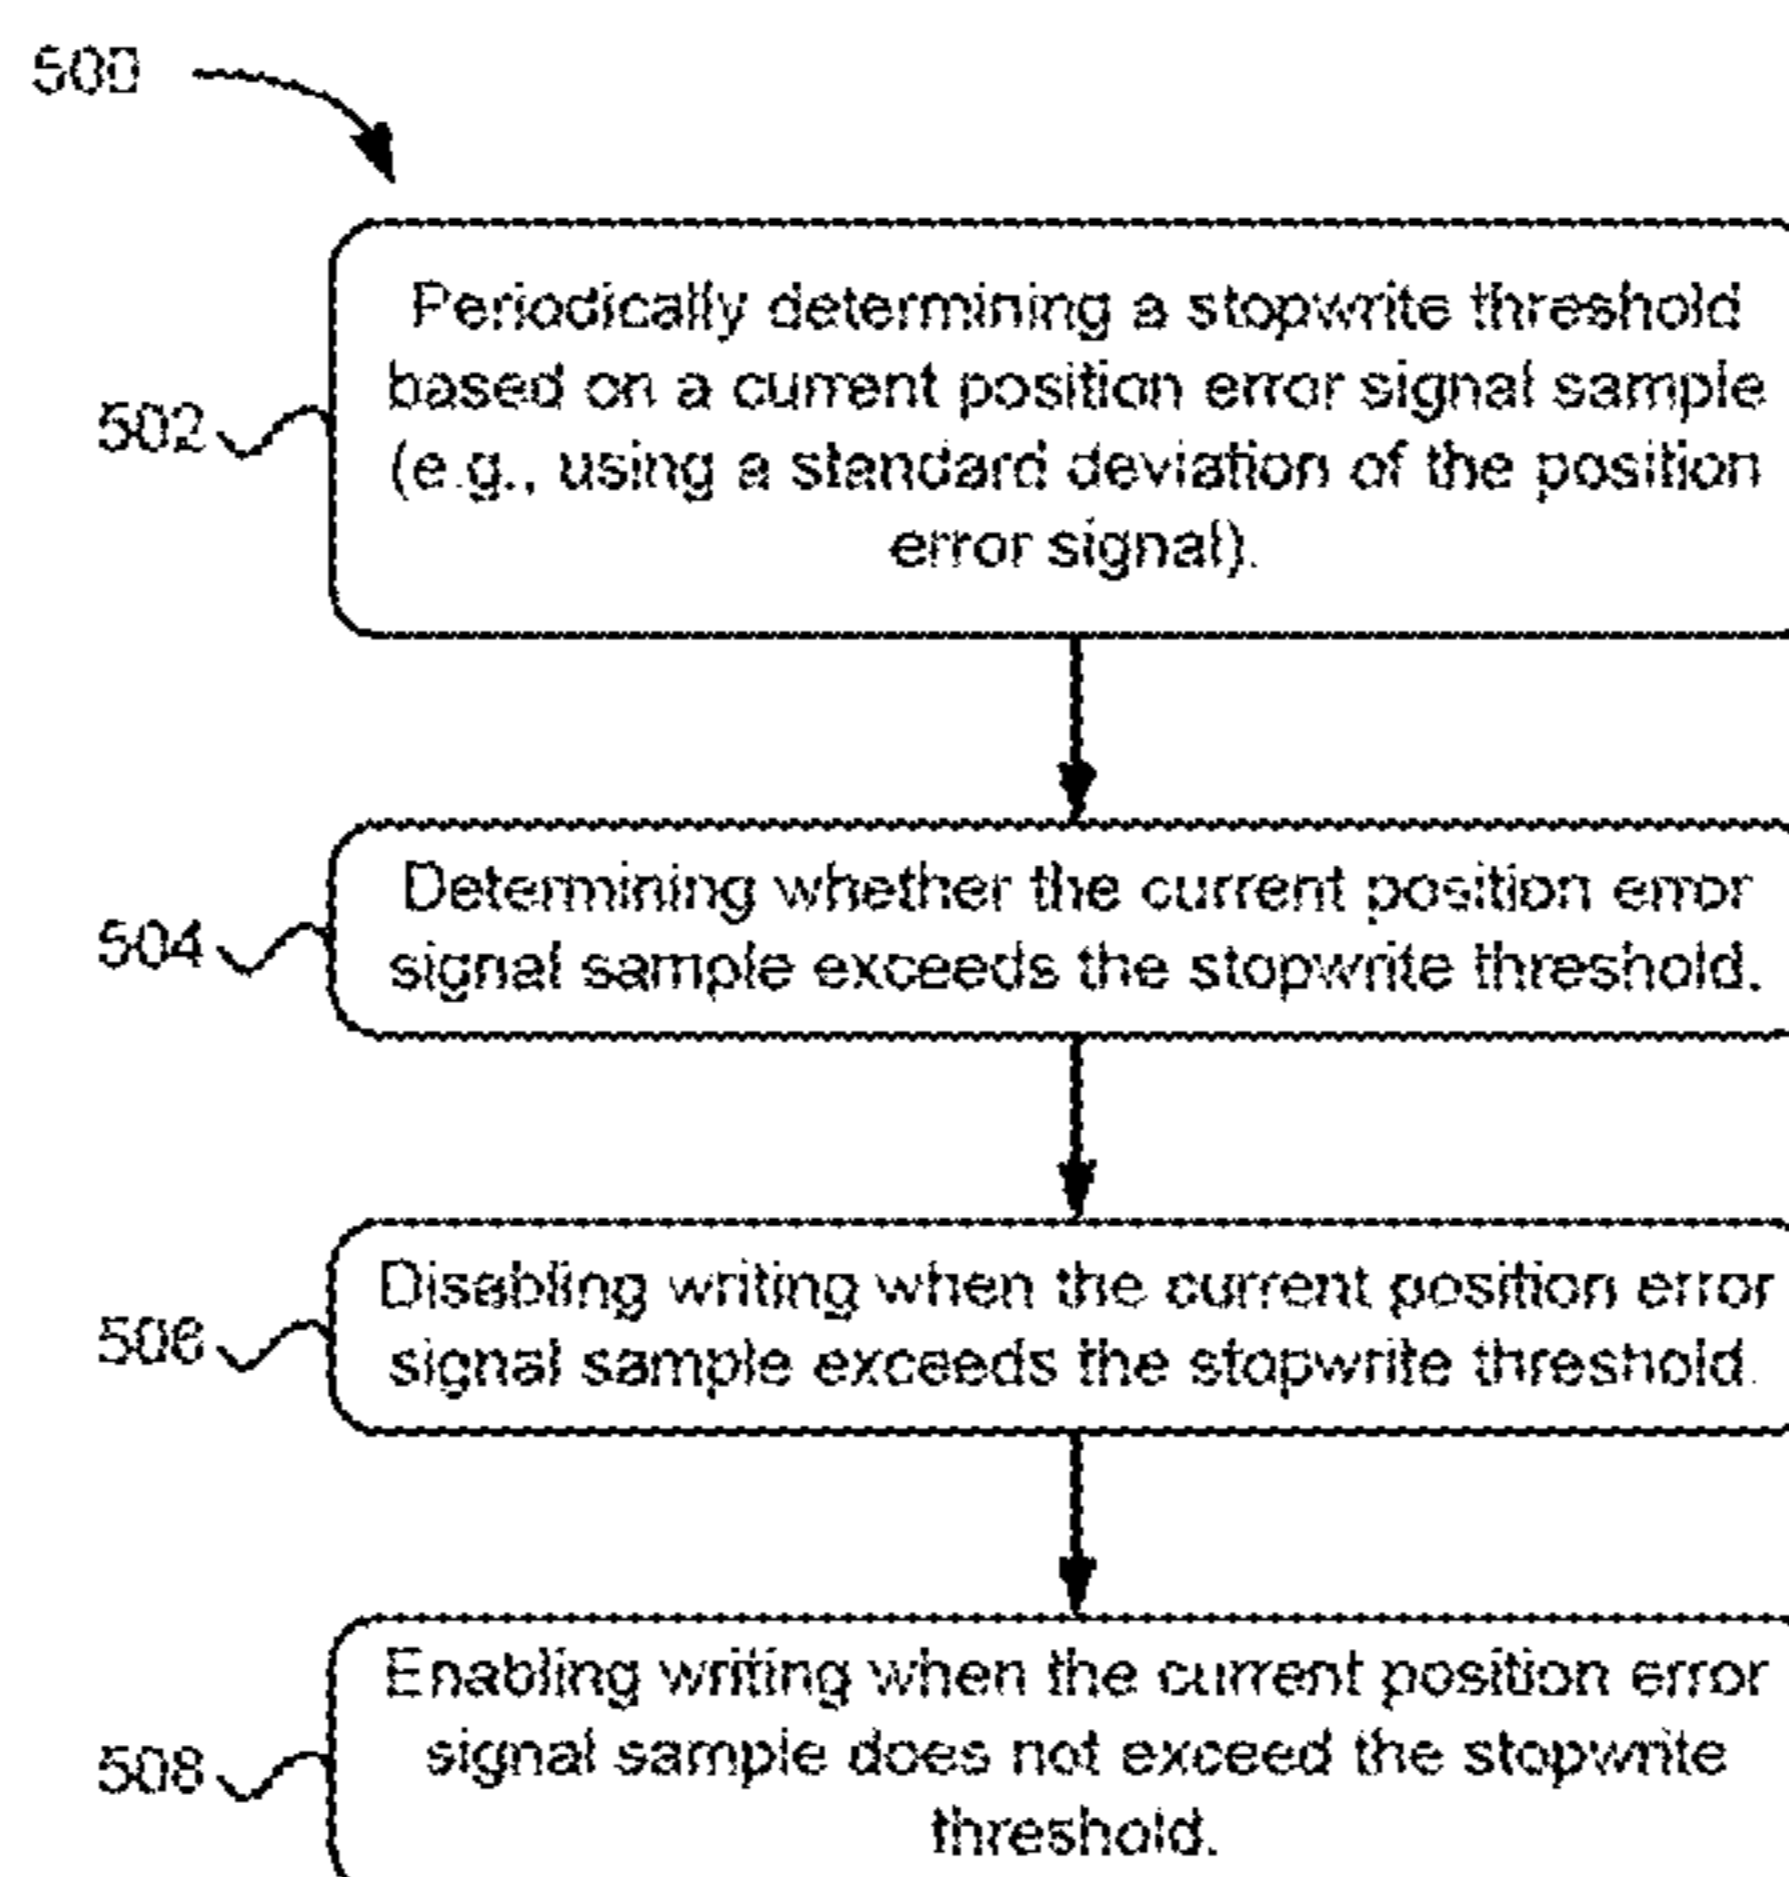 500
Periodically determining a stopwrite threshold
based on a current position error signal sample
502
(e.g., using a standard deviation of the position
error signal).
Determining whether the current position error
504
signal sample exceeds the stopwrite threshold.
Disabling writing when the current position error
506
signal sample exceeds the stopwrite threshold.
Enabling writing when the current position error
signal sample does not exceed the stopwrite
508
threshold.